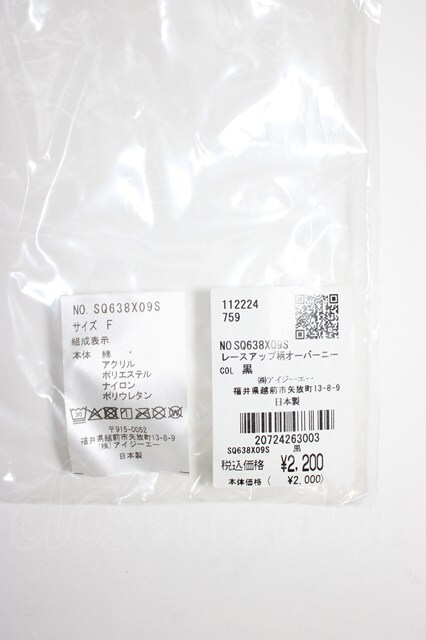 NO. SQ638X09S
サイズ F
組成表示
本体 綿
アクリル
ポリエステル
ナイロン
ポリウレタン
〒915-0052
福井県越前市矢放町13-8-9
(株)アイジーエー
日本製
112224
759
NO SQ638X09S
レースアップ柄オーバーニー
COL 黒
㈱アイジーエー
福井県越前市矢放町13-8-9
日本製
20724263003
SQ638X09S 黒
税込価格 ¥2,200
本体価格 ( ¥2,000)